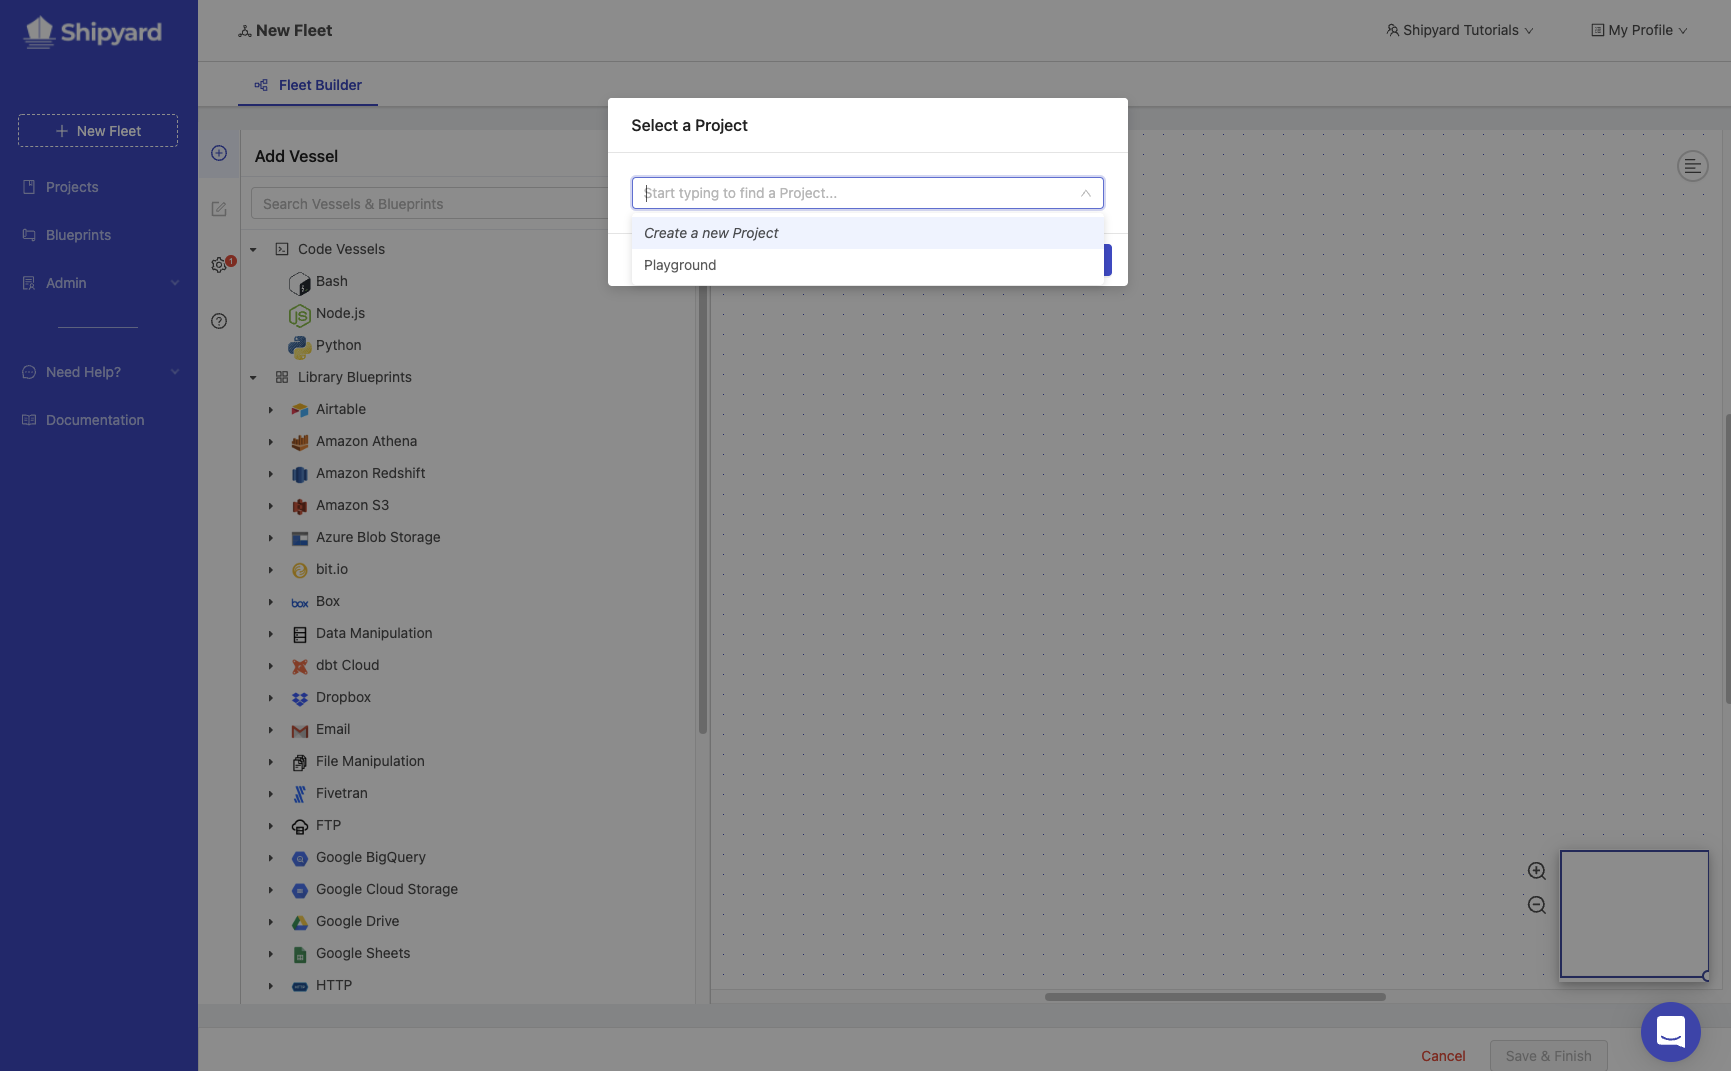 Shipyard
New Fleet
Projects
Blueprints
Admin
Need Help?
Documentation
New Fleet
Shipyard Tutorials
My Profile
Fleet Builder
1
Add Vessel
Search Vessels & Blueprints
Code Vessels
Bash
Node.js
Python
Library Blueprints
Airtable
Amazon Athena
Amazon Redshift
Amazon S3
Azure Blob Storage
bit.io
box Box
Data Manipulation
dbt Cloud
Dropbox
Email
File Manipulation
Fivetran
FTP
Google BigQuery
Google Cloud Storage
Google Drive
Google Sheets
HTTP
Select a Project
Start typing to find a Project...
Create a new Project
Playground
Cancel
Save & Finish